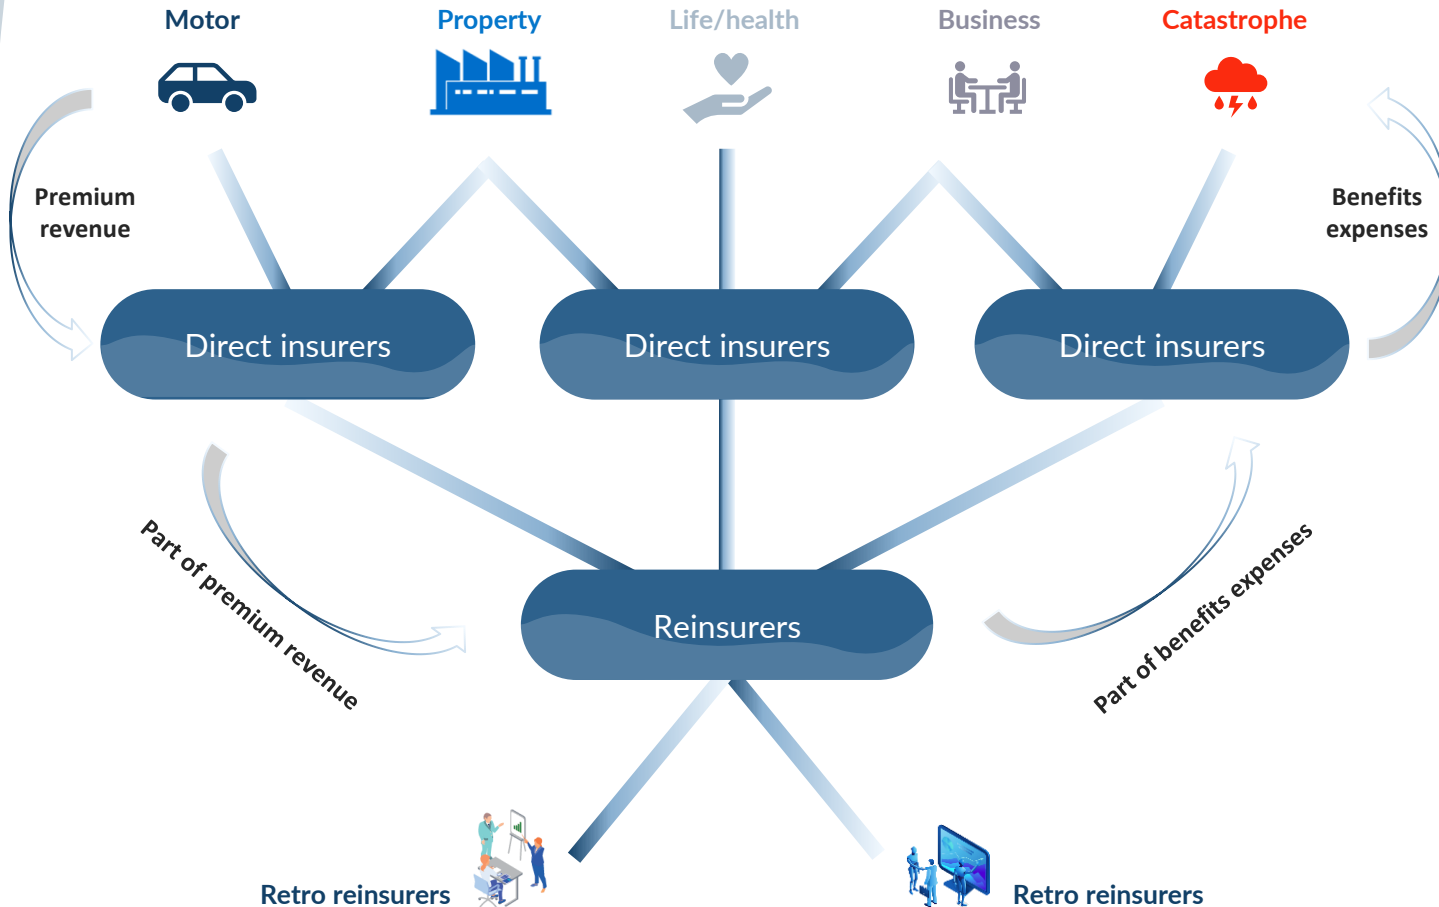 Motor
Property
Life/health
Business
Catastrophe
Premium
revenue
Benefits
expenses
Direct insurers
Direct insurers
Direct insurers
Part of premium revenue
Part of benefits expenses
Reinsurers
Retro reinsurers
Retro reinsurers